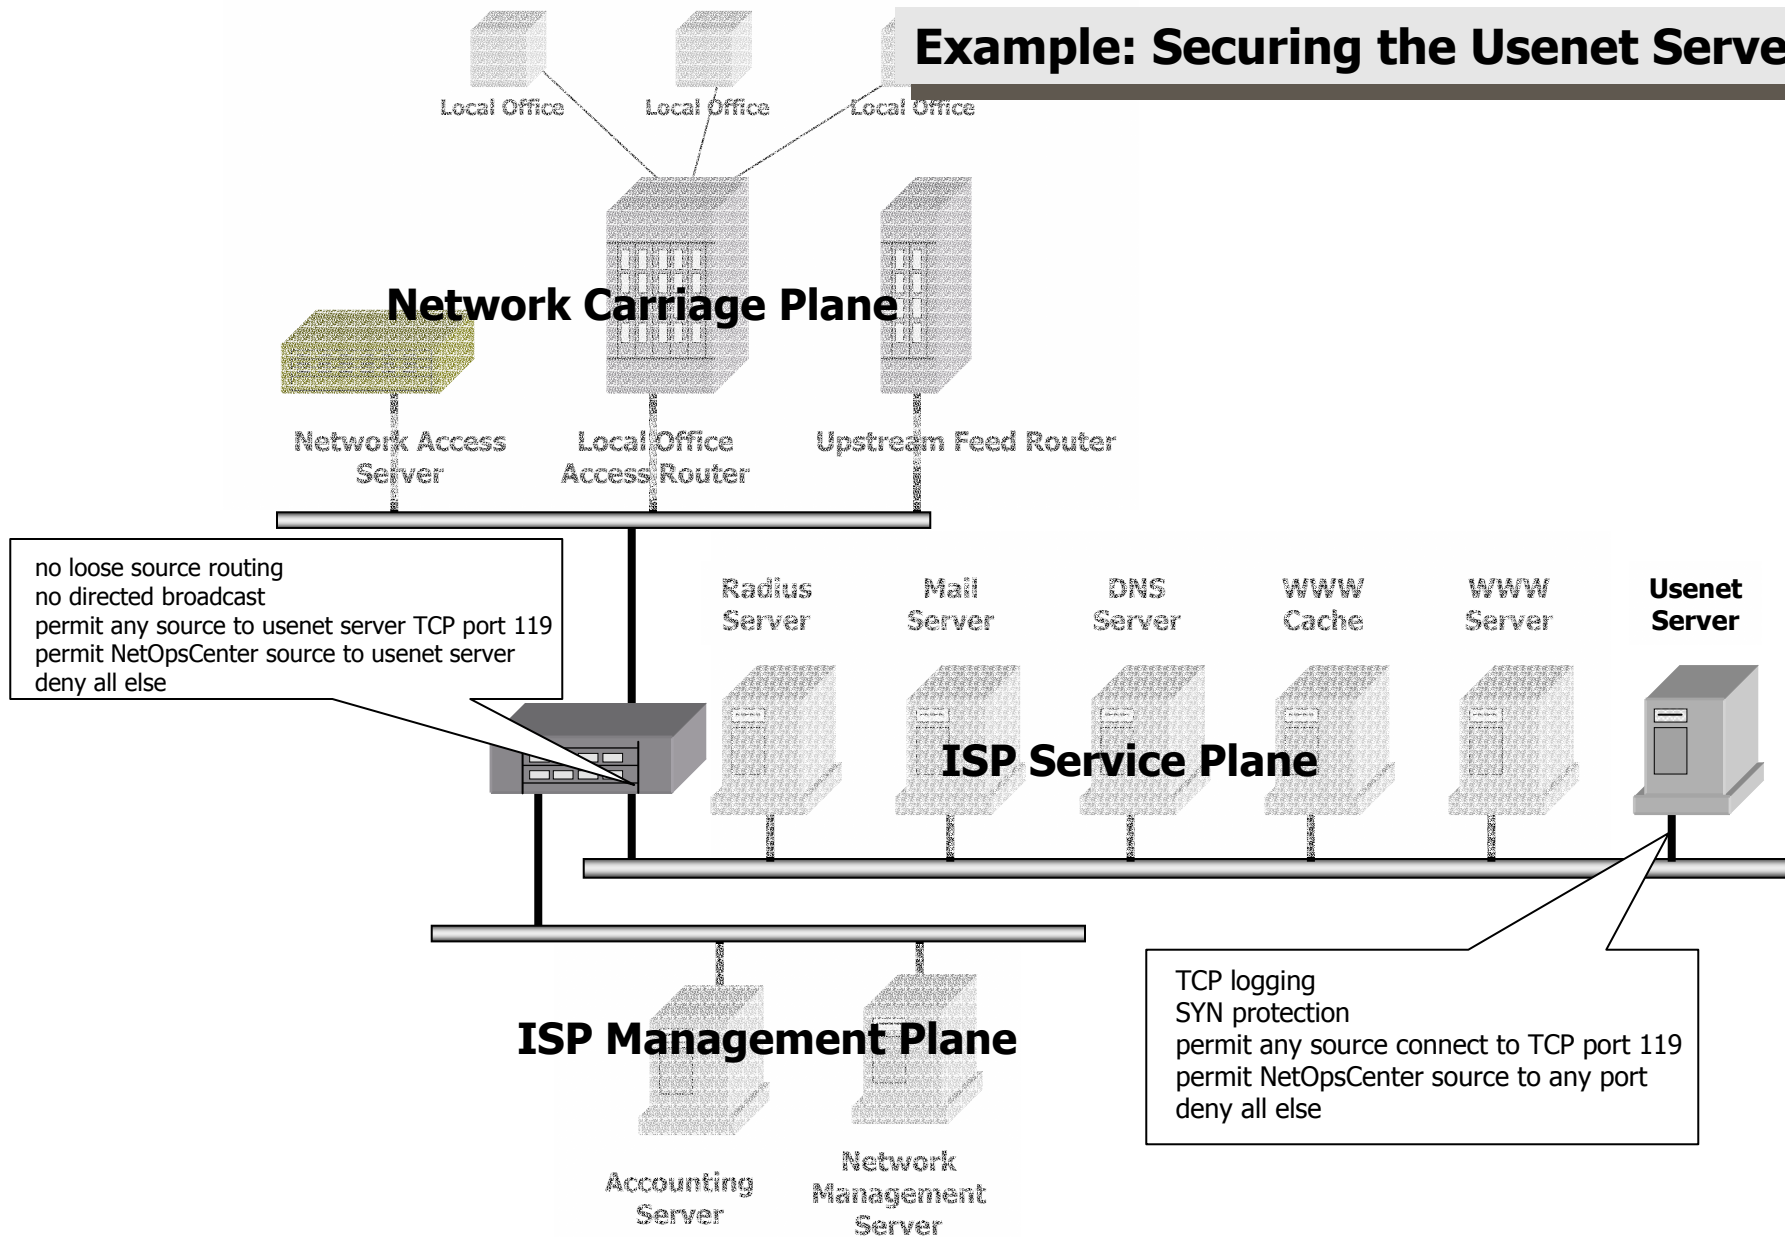 Example: Securing the Usenet Serve
Local Office
Local Office
Local Office
Network Carriage Plane
Network Access
Server
Local Office
Access Router
Upstream Feed Router
no loose source routing
no directed broadcast
permit any source to usenet server TCP port 119
permit NetOpsCenter source to usenet server
deny all else
Radius
Server
Mail
Server
DNS
Server
WWW
Cache
WWW
Server
Usenet
Server
ISP Service Plane
ISP Management Plane
TCP logging
SYN protection
permit any source connect to TCP port 119
permit NetOpsCenter source to any port
deny all else
Accounting
Server
Network
Management
Server